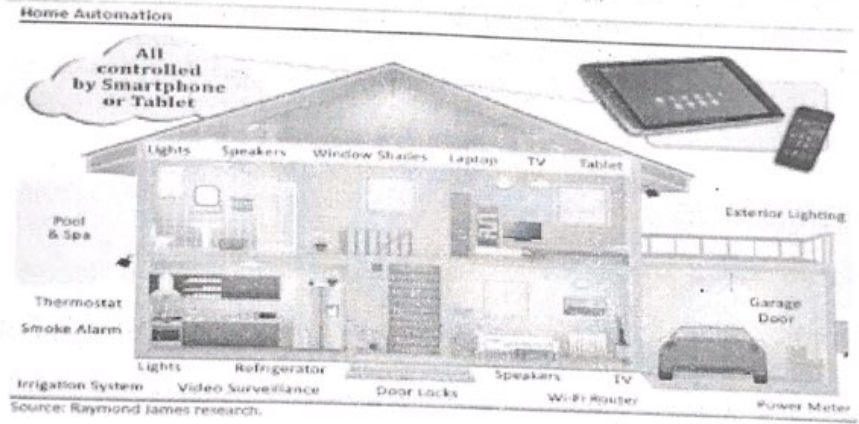 Home Automation
All
controlled
by Smartphone
or Tablet
Lights Speakers Window Shades Laptop TV Tablet
Exterior Lighting
Pool
& Spa
Thermostat
Smoke Alarm
Garage
Door
Lights Refrigerator Speakers TV
Irrigation System Video Surveillance Door Locks Wi-Fi Router Power Meter
Source: Raymond James research.